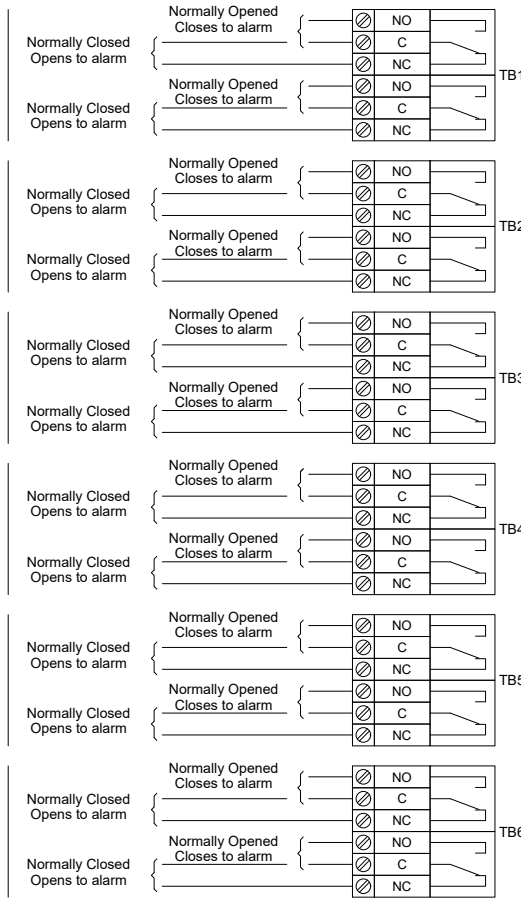 Normally Opened
Closes to alarm
NO
Normally Closed
Opens to alarm
C
NC
TB1
Normally Opened
Closes to alarm
NO
Normally Closed
Opens to alarm
C
NC
Normally Opened
Closes to alarm
NO
Normally Closed
Opens to alarm
C
NC
TB2
Normally Opened
Closes to alarm
NO
Normally Closed
Opens to alarm
C
NC
Normally Opened
Closes to alarm
NO
Normally Closed
Opens to alarm
C
NC
TB3
Normally Opened
Closes to alarm
NO
Normally Closed
Opens to alarm
C
NC
Normally Opened
Closes to alarm
NO
Normally Closed
Opens to alarm
C
NC
TB4
Normally Opened
Closes to alarm
NO
Normally Closed
Opens to alarm
C
NC
Normally Opened
Closes to alarm
NO
Normally Closed
Opens to alarm
C
NC
TB5
Normally Opened
Closes to alarm
NO
Normally Closed
Opens to alarm
C
NC
Normally Opened
Closes to alarm
NO
Normally Closed
Opens to alarm
C
NC
TB6
Normally Opened
Closes to alarm
NO
Normally Closed
Opens to alarm
C
NC